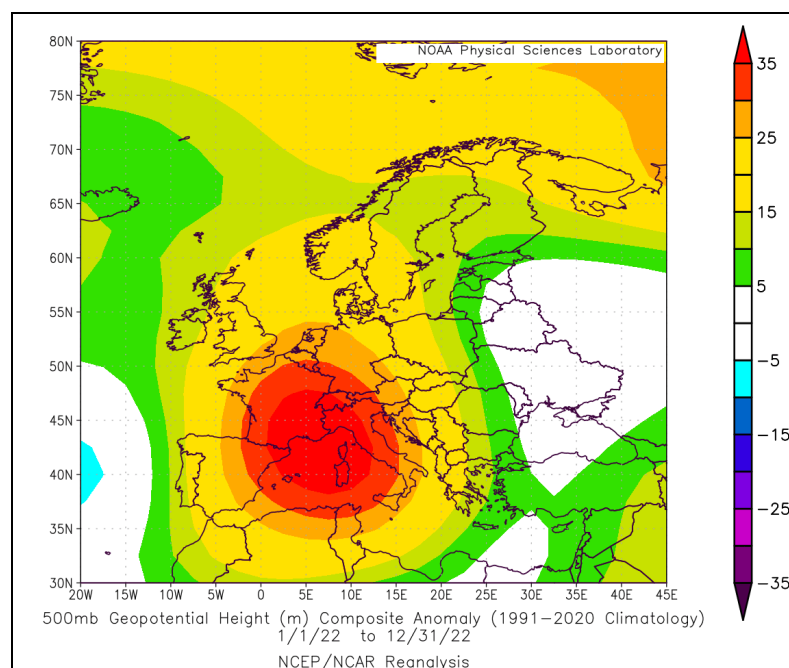 NOAA Physical Sciences Laboratory
80N
75N
70N
65N
60N
55N
50N
45N
40N
35N
30N
20W 15W 10W 5W 0 5E 10E 15E 20E 25E 30E 35E 40E 45E
35
25
15
5
-5
-15
-25
-35
500mb Geopotential Height (m) Composite Anomaly (1991-2020 Climatology)
1/1/22 to 12/31/22
NCEP/NCAR Reanalysis